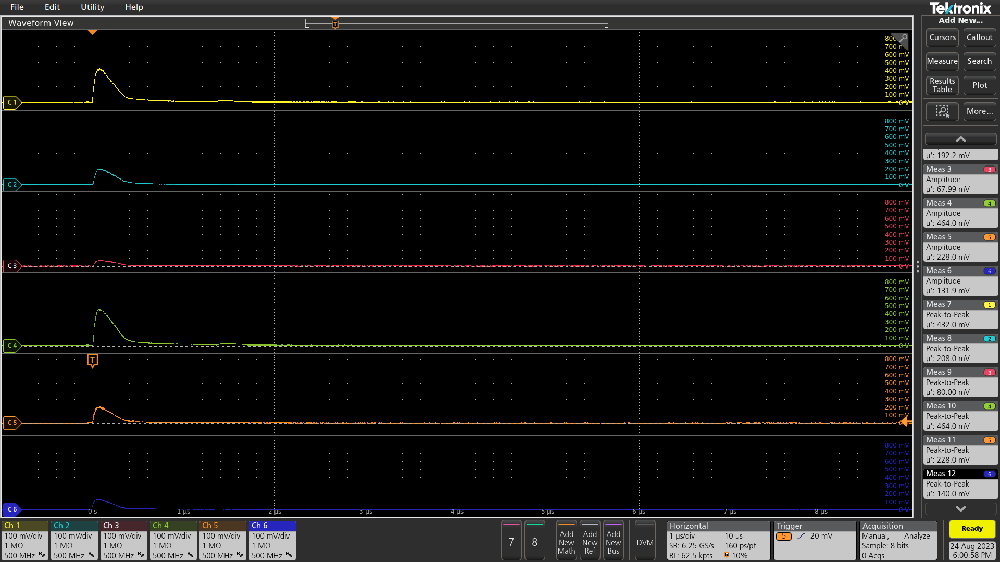 File Edit Utility Help
Tektronix
Waveform View
Add New...
Cursors Callout
Measure Search
Results Table Plot
More...
T
700 m
600 mV
500 mV
400 mV
300 mV
200 mV
100 mV
0 V
C 1
800 mV
700 mV
600 mV
500 mV
400 mV
300 mV
200 mV
100 mV
0 V
C 2
800 mV
700 mV
600 mV
500 mV
400 mV
300 mV
200 mV
100 mV
0 V
C 3
800 mV
700 mV
600 mV
500 mV
400 mV
300 mV
200 mV
100 mV
0 V
C 4
T
800 mV
700 mV
600 mV
500 mV
400 mV
300 mV
200 mV
100 mV
C 5
800 mV
700 mV
600 mV
500 mV
400 mV
300 mV
200 mV
100 mV
0 V
C 6
0 s 1 µs 2 µs 3 µs 4 µs 5 µs 6 µs 7 µs 8 µs
µ': 192.2 mV
Meas 3 3
Amplitude
µ': 67.99 mV
Meas 4 4
Amplitude
µ': 464.0 mV
Meas 5 5
Amplitude
µ': 228.0 mV
Meas 6 6
Amplitude
µ': 131.9 mV
Meas 7 1
Peak-to-Peak
µ': 432.0 mV
Meas 8 2
Peak-to-Peak
µ': 208.0 mV
Meas 9 3
Peak-to-Peak
µ': 80.00 mV
Meas 10 4
Peak-to-Peak
µ': 464.0 mV
Meas 11 5
Peak-to-Peak
µ': 228.0 mV
Meas 12 6
Peak-to-Peak
µ': 140.0 mV
Ch 1
100 mV/div
1 MΩ
500 MHz Bw
Ch 2
100 mV/div
1 MΩ
500 MHz Bw
Ch 3
100 mV/div
1 MΩ
500 MHz Bw
Ch 4
100 mV/div
1 MΩ
500 MHz Bw
Ch 5
100 mV/div
1 MΩ
500 MHz Bw
Ch 6
100 mV/div
1 MΩ
500 MHz Bw
7
8
Add
New
Math
Add
New
Ref
Add
New
Bus
DVM
Horizontal
1 µs/div 10 µs
SR: 6.25 GS/s 160 ps/pt
RL: 62.5 kpts T 10%
Trigger
5 20 mV
Acquisition
Manual, Analyze
Sample: 8 bits
0 Acqs
Ready
24 Aug 2023
6:00:58 PM